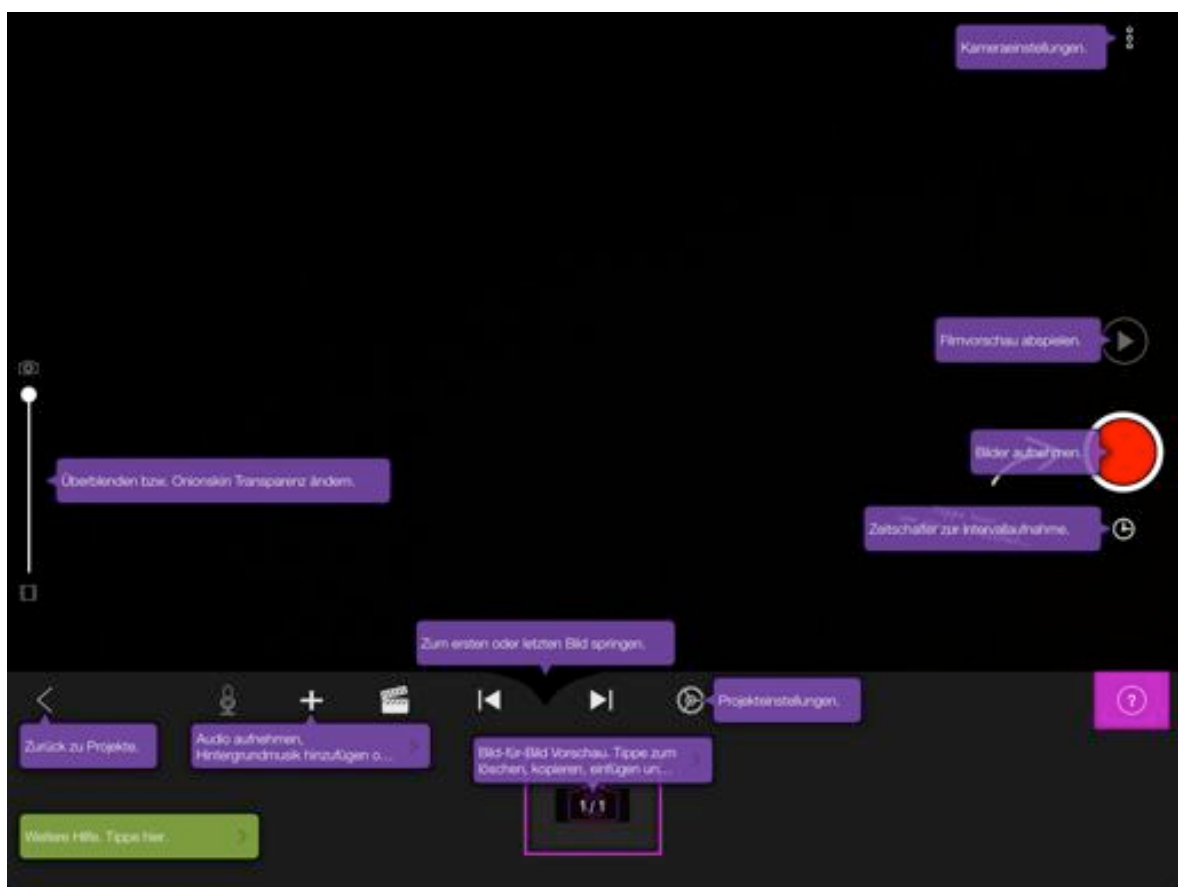 Kameraeinstellungen.
Filmvorschau abspielen.
Bilder aufnehmen.
Überblenden bzw. Onionskin Transparenz ändern.
Zeitschalter zur Intervallaufnahme.
Zum ersten oder letzten Bild springen.
Projekteinstellungen.
?
Zurück zu Projekte.
Audio aufnehmen,
Hintergrundmusik hinzufügen o...
Bild-für-Bild Vorschau. Tippe zum
löschen, kopieren, einfügen un...
1/1
Weitere Hilfe. Tippe hier.